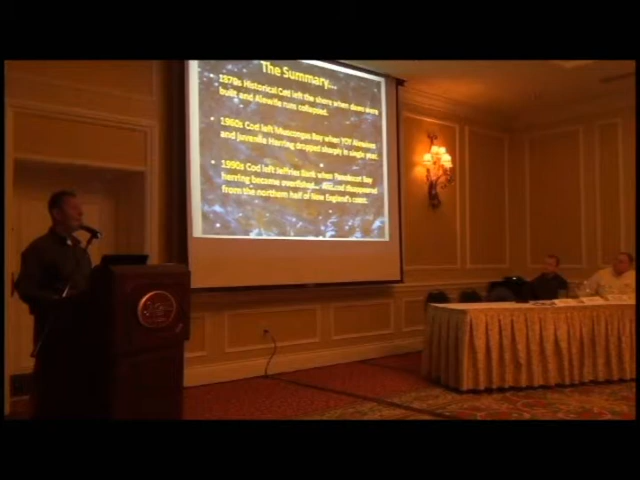 The Summary....
1870s Historical Cod left the shore when dams were
built and Alewife runs collapsed.
1960s Cod left Muscongus Bay when YOY Alewives
and juvenile Herring dropped sharply in single year.
1990s Cod left Jeffries Bank when Penobscot Bay
herring became overfished.... and disappeared
from the northern half of New England's coast.